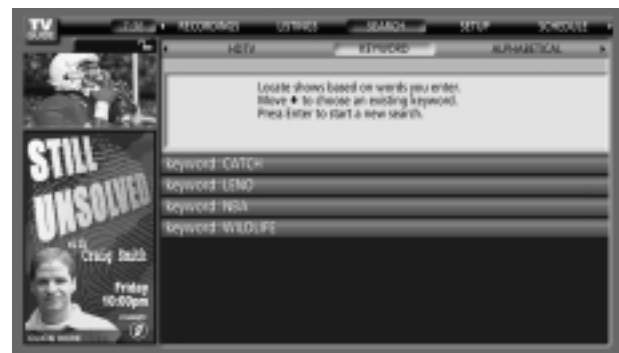 TV
GUIDE
RECORDINGS LISTINGS SEARCH SETUP SCHEDULE
HDTV KEYWORD ALPHABETICAL
Locate shows based on words you enter.
Move to choose an existing keyword.
Press Enter to start a new search.
keyword: CATCH
keyword: LENO
keyword: NBA
keyword: WILDLIFE
STILL
UNSOLVED
with
Craig Smith
Friday
10:00pm